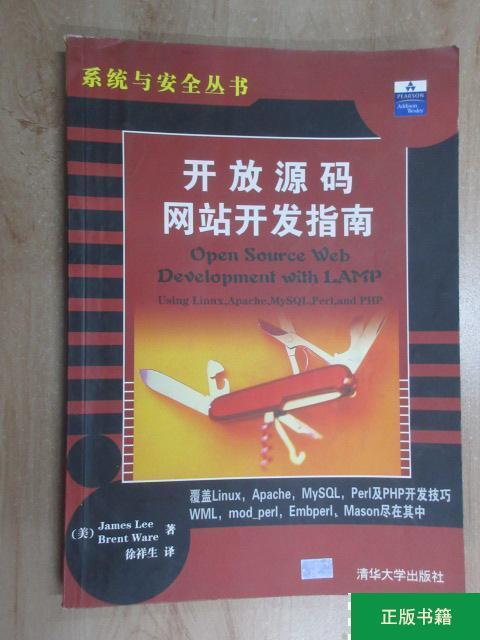 系统与安全丛书
PEARSON
Addison
Wesley
开放源码
网站开发指南
Open Source Web
Development with LAMP
Using Linux,Apache,MySQL,Perl,and PHP
覆盖Linux，Apache，MySQL，Perl及PHP开发技巧
WML，mod_perl，Embperl、Mason尽在其中
（美）James Lee
Brent Ware 著
徐祥生 译
清华大学出版社
正版书籍